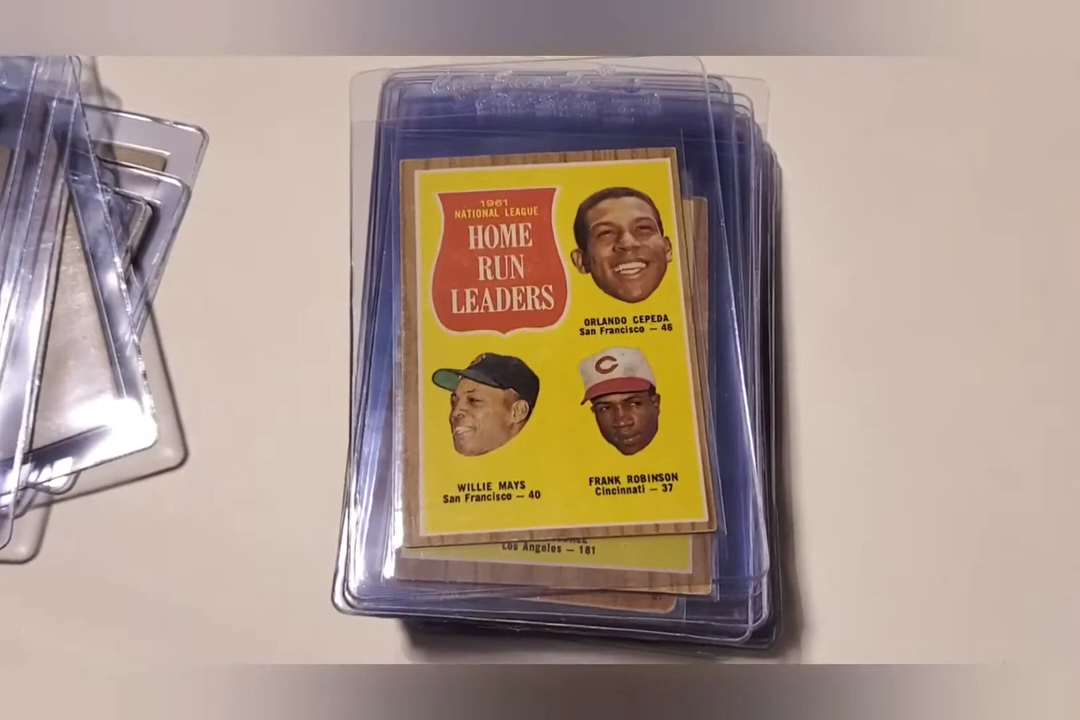 1961
NATIONAL LEAGUE
HOME
RUN
LEADERS
ORLANDO CEPEDA
San Francisco — 46
C
WILLIE MAYS
San Francisco — 40
FRANK ROBINSON
Cincinnati — 37
Los Angeles — 181